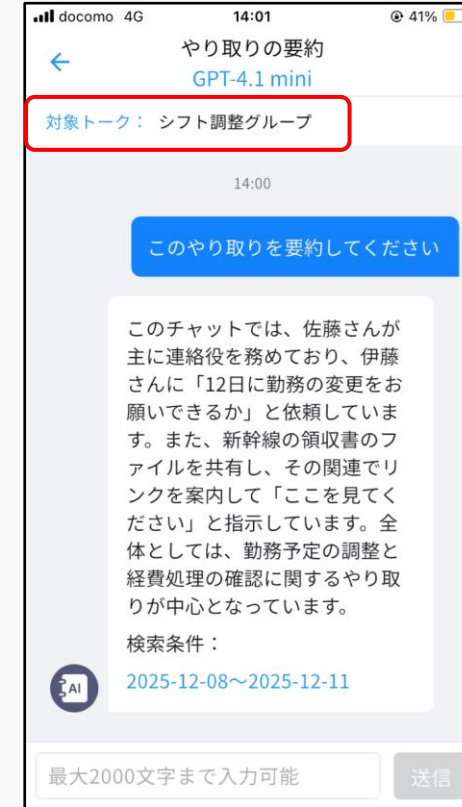 docomo 4G 14:01 41%
やり取りの要約
GPT-4.1 mini
対象トーク： シフト調整グループ
14:00
このやり取りを要約してください
このチャットでは、佐藤さんが
主に連絡役を務めており、伊藤
さんに「12日に勤務の変更をお
願いできるか」と依頼していま
す。また、新幹線の領収書のフ
ァイルを共有し、その関連でリ
ンクを案内して「ここを見てく
ださい」と指示しています。全
体としては、勤務予定の調整と
経費処理の確認に関するやり取
りが中心となっています。
検索条件：
AI
2025-12-08〜2025-12-11
最大2000文字まで入力可能
送信